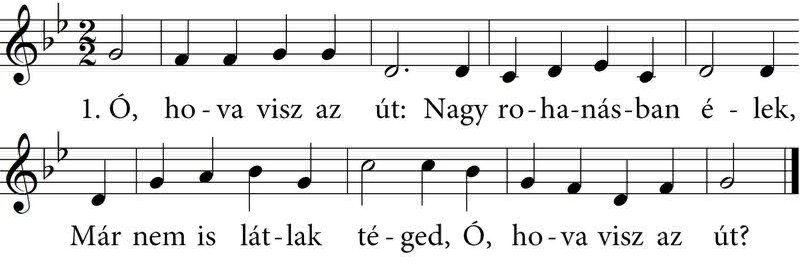 1. Ó, ho - va visz az út: Nagy ro-ha-nás-ban é - lek,
Már nem is lát-lak té-ged, Ó, ho-va visz az út?